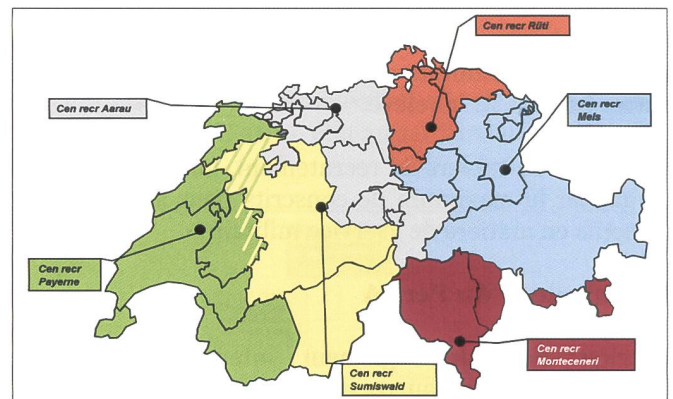 Cen recr Rüti
Cen recr Aarau
Cen recr
Mels
Cen recr
Payerne
Cen recr
Sumiswald
Cen recr
Monteceneri